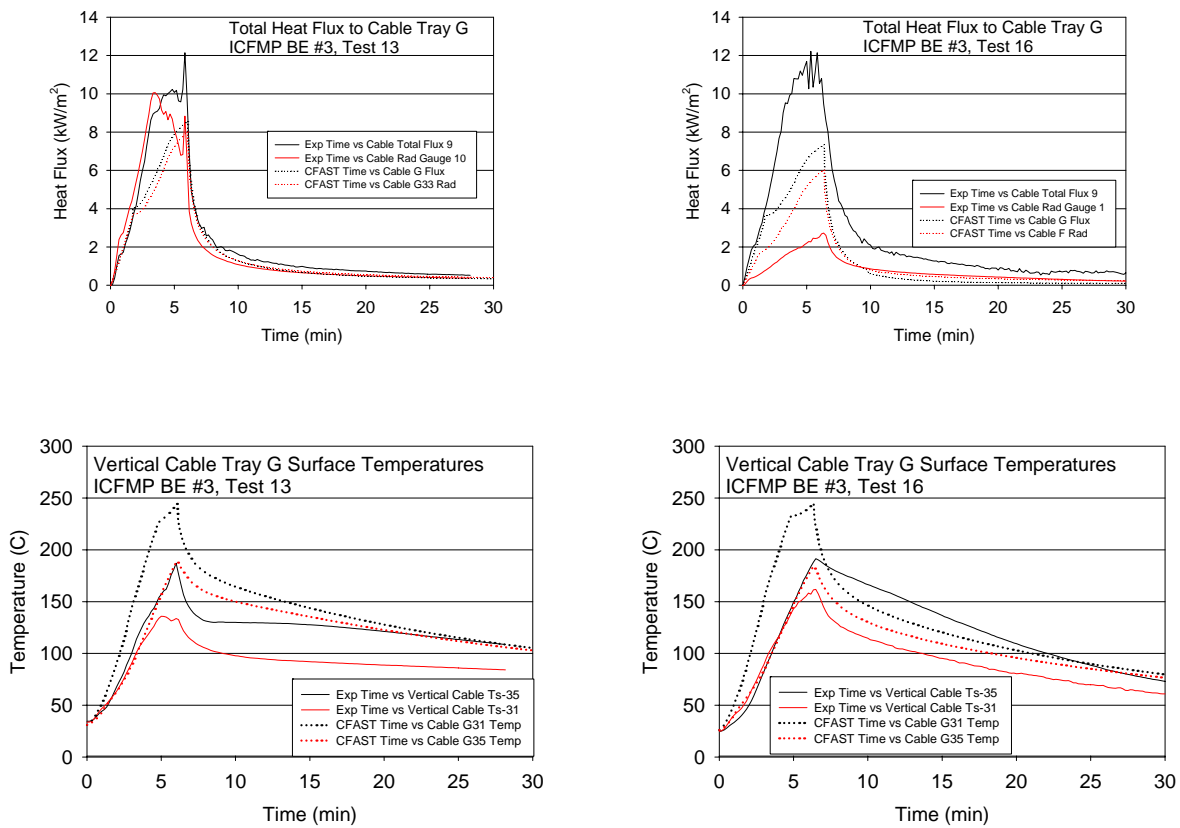 Total Heat Flux to Cable Tray G
ICFMP BE #3, Test 13
Heat Flux (kW/m²)
14
12
10
8
6
4
2
0
Exp Time vs Cable Total Flux 9
Exp Time vs Cable Rad Gauge 10
CFAST Time vs Cable G Flux
CFAST Time vs Cable G33 Rad
0 5 10 15 20 25 30
Time (min)
Total Heat Flux to Cable Tray G
ICFMP BE #3, Test 16
Heat Flux (kW/m²)
14
12
10
8
6
4
2
0
Exp Time vs Cable Total Flux 9
Exp Time vs Cable Rad Gauge 1
CFAST Time vs Cable G Flux
CFAST Time vs Cable F Rad
0 5 10 15 20 25 30
Time (min)
Vertical Cable Tray G Surface Temperatures
ICFMP BE #3, Test 13
Temperature (C)
300
250
200
150
100
50
0
Exp Time vs Vertical Cable Ts-35
Exp Time vs Vertical Cable Ts-31
CFAST Time vs Cable G31 Temp
CFAST Time vs Cable G35 Temp
0 5 10 15 20 25 30
Time (min)
Vertical Cable Tray G Surface Temperatures
ICFMP BE #3, Test 16
Temperature (C)
300
250
200
150
100
50
0
Exp Time vs Vertical Cable Ts-35
Exp Time vs Vertical Cable Ts-31
CFAST Time vs Cable G31 Temp
CFAST Time vs Cable G35 Temp
0 5 10 15 20 25 30
Time (min)